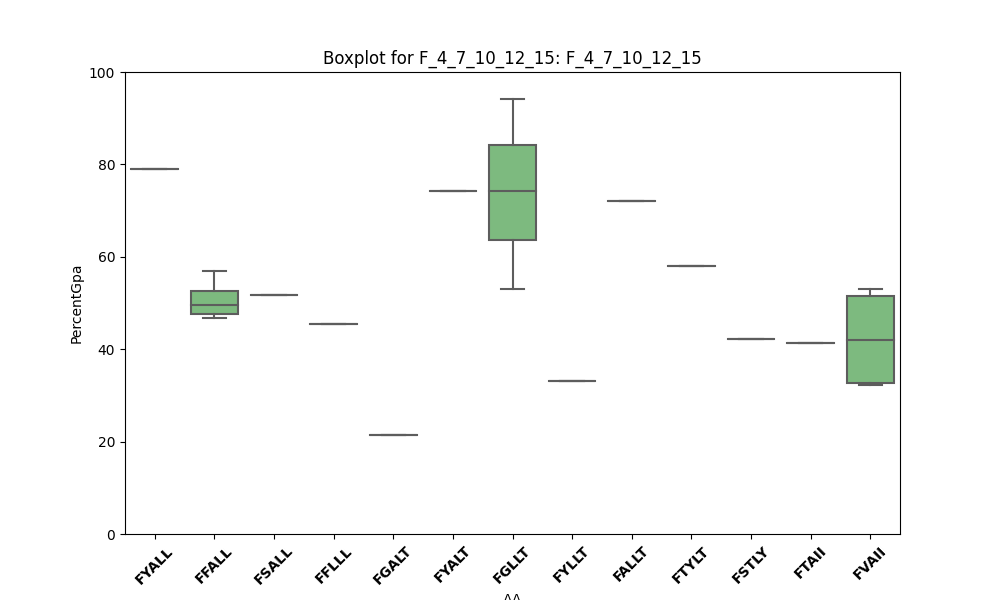 Boxplot for F_4_7_10_12_15: F_4_7_10_12_15
PercentGpa
100
80
60
40
20
0
FYALL
FFALL
FSALL
FFLLL
FGALT
FYALT
FGLLT
FYLLT
FALLT
FTYLT
FSTLY
FTAII
FVAII
AA